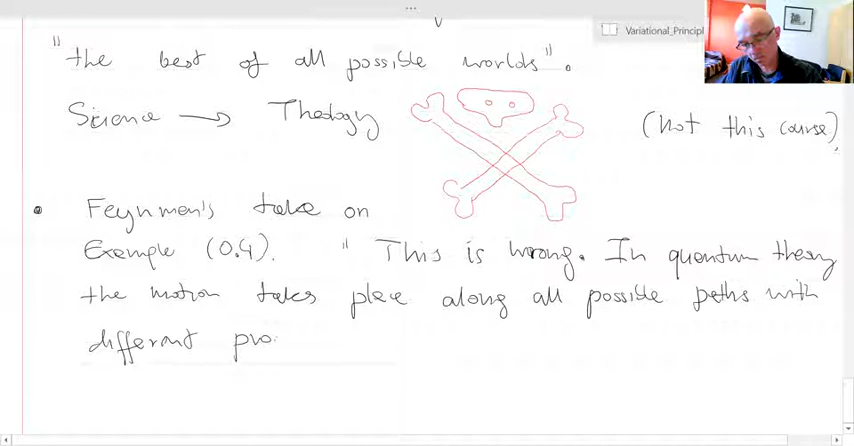 "the best of all possible worlds".
Science → Theology
(Not this course).
• Feynman's take on
Example (0.4). "This is wrong. In quantum theory
the motion takes place along all possible paths with
different pro
Variational_Princip